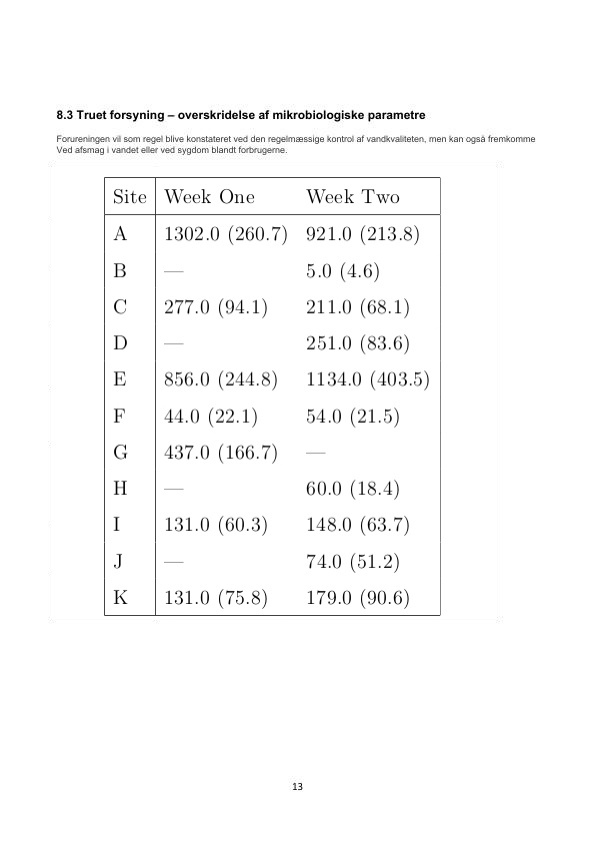 8.3 Truet forsyning – overskridelse af mikrobiologiske parametre
Forureningen vil som regel blive konstateret ved den regelmæssige kontrol af vandkvaliteten, men kan også fremkomme
Ved afsmag i vandet eller ved sygdom blandt forbrugerne.
Site Week One Week Two
A 1302.0 (260.7) 921.0 (213.8)
B — 5.0 (4.6)
C 277.0 (94.1) 211.0 (68.1)
D — 251.0 (83.6)
E 856.0 (244.8) 1134.0 (403.5)
F 44.0 (22.1) 54.0 (21.5)
G 437.0 (166.7) —
H — 60.0 (18.4)
I 131.0 (60.3) 148.0 (63.7)
J — 74.0 (51.2)
K 131.0 (75.8) 179.0 (90.6)
13